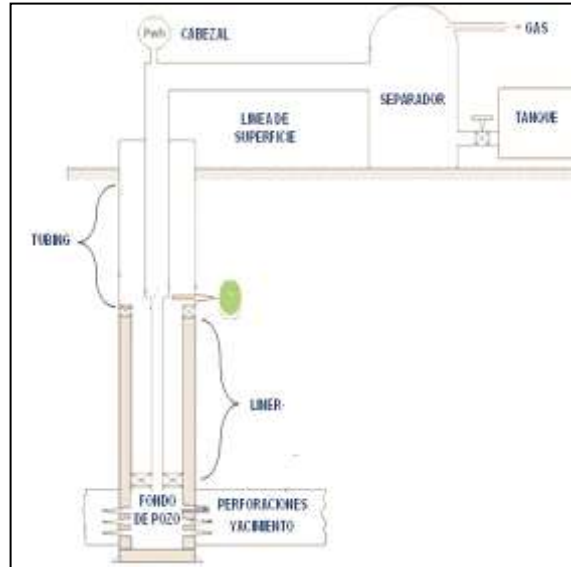 Pwh
CABEZAL
GAS
SEPARADOR
TANQUE
LINEA DE
SUPERFICIE
TUBING
LINER
FONDO
DE POZO
PERFORACIONES
YACIMIENTO